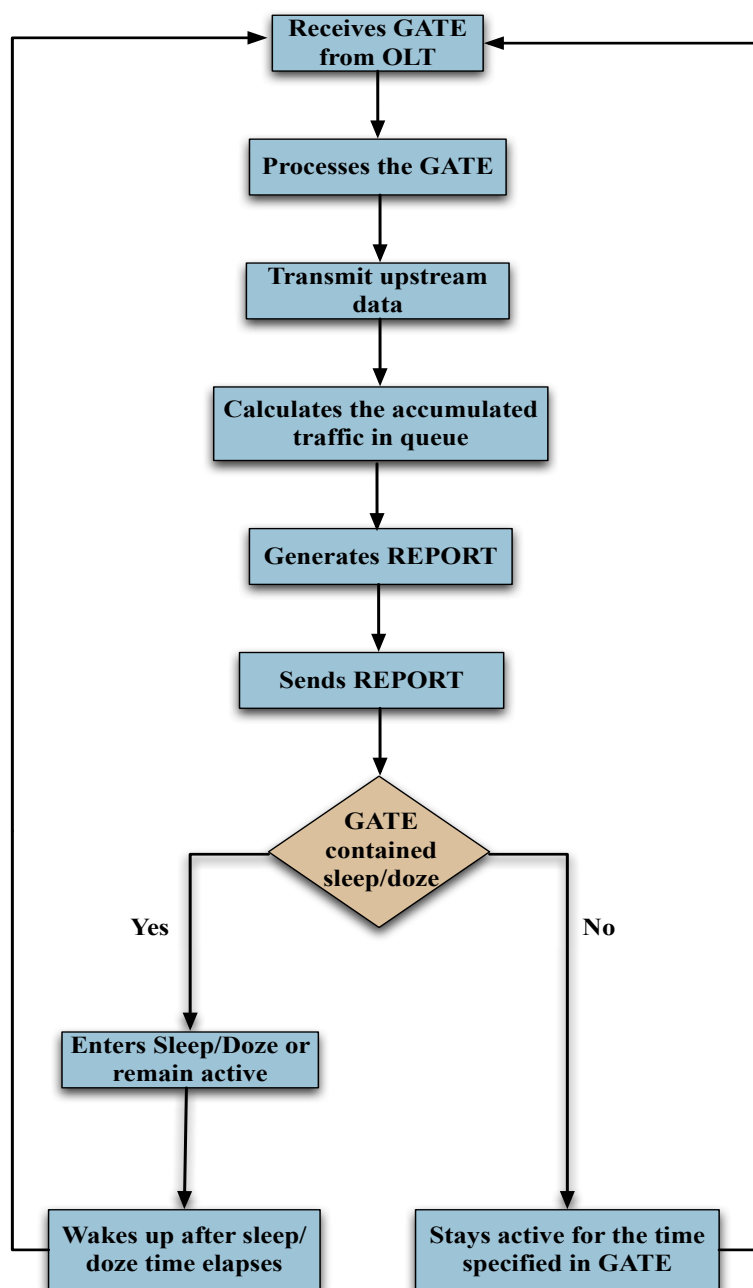 Receives GATE
from OLT
Processes the GATE
Transmit upstream
data
Calculates the accumulated
traffic in queue
Generates REPORT
Sends REPORT
GATE
contained
sleep/doze
Yes
No
Enters Sleep/Doze or
remain active
Wakes up after sleep/
doze time elapses
Stays active for the time
specified in GATE